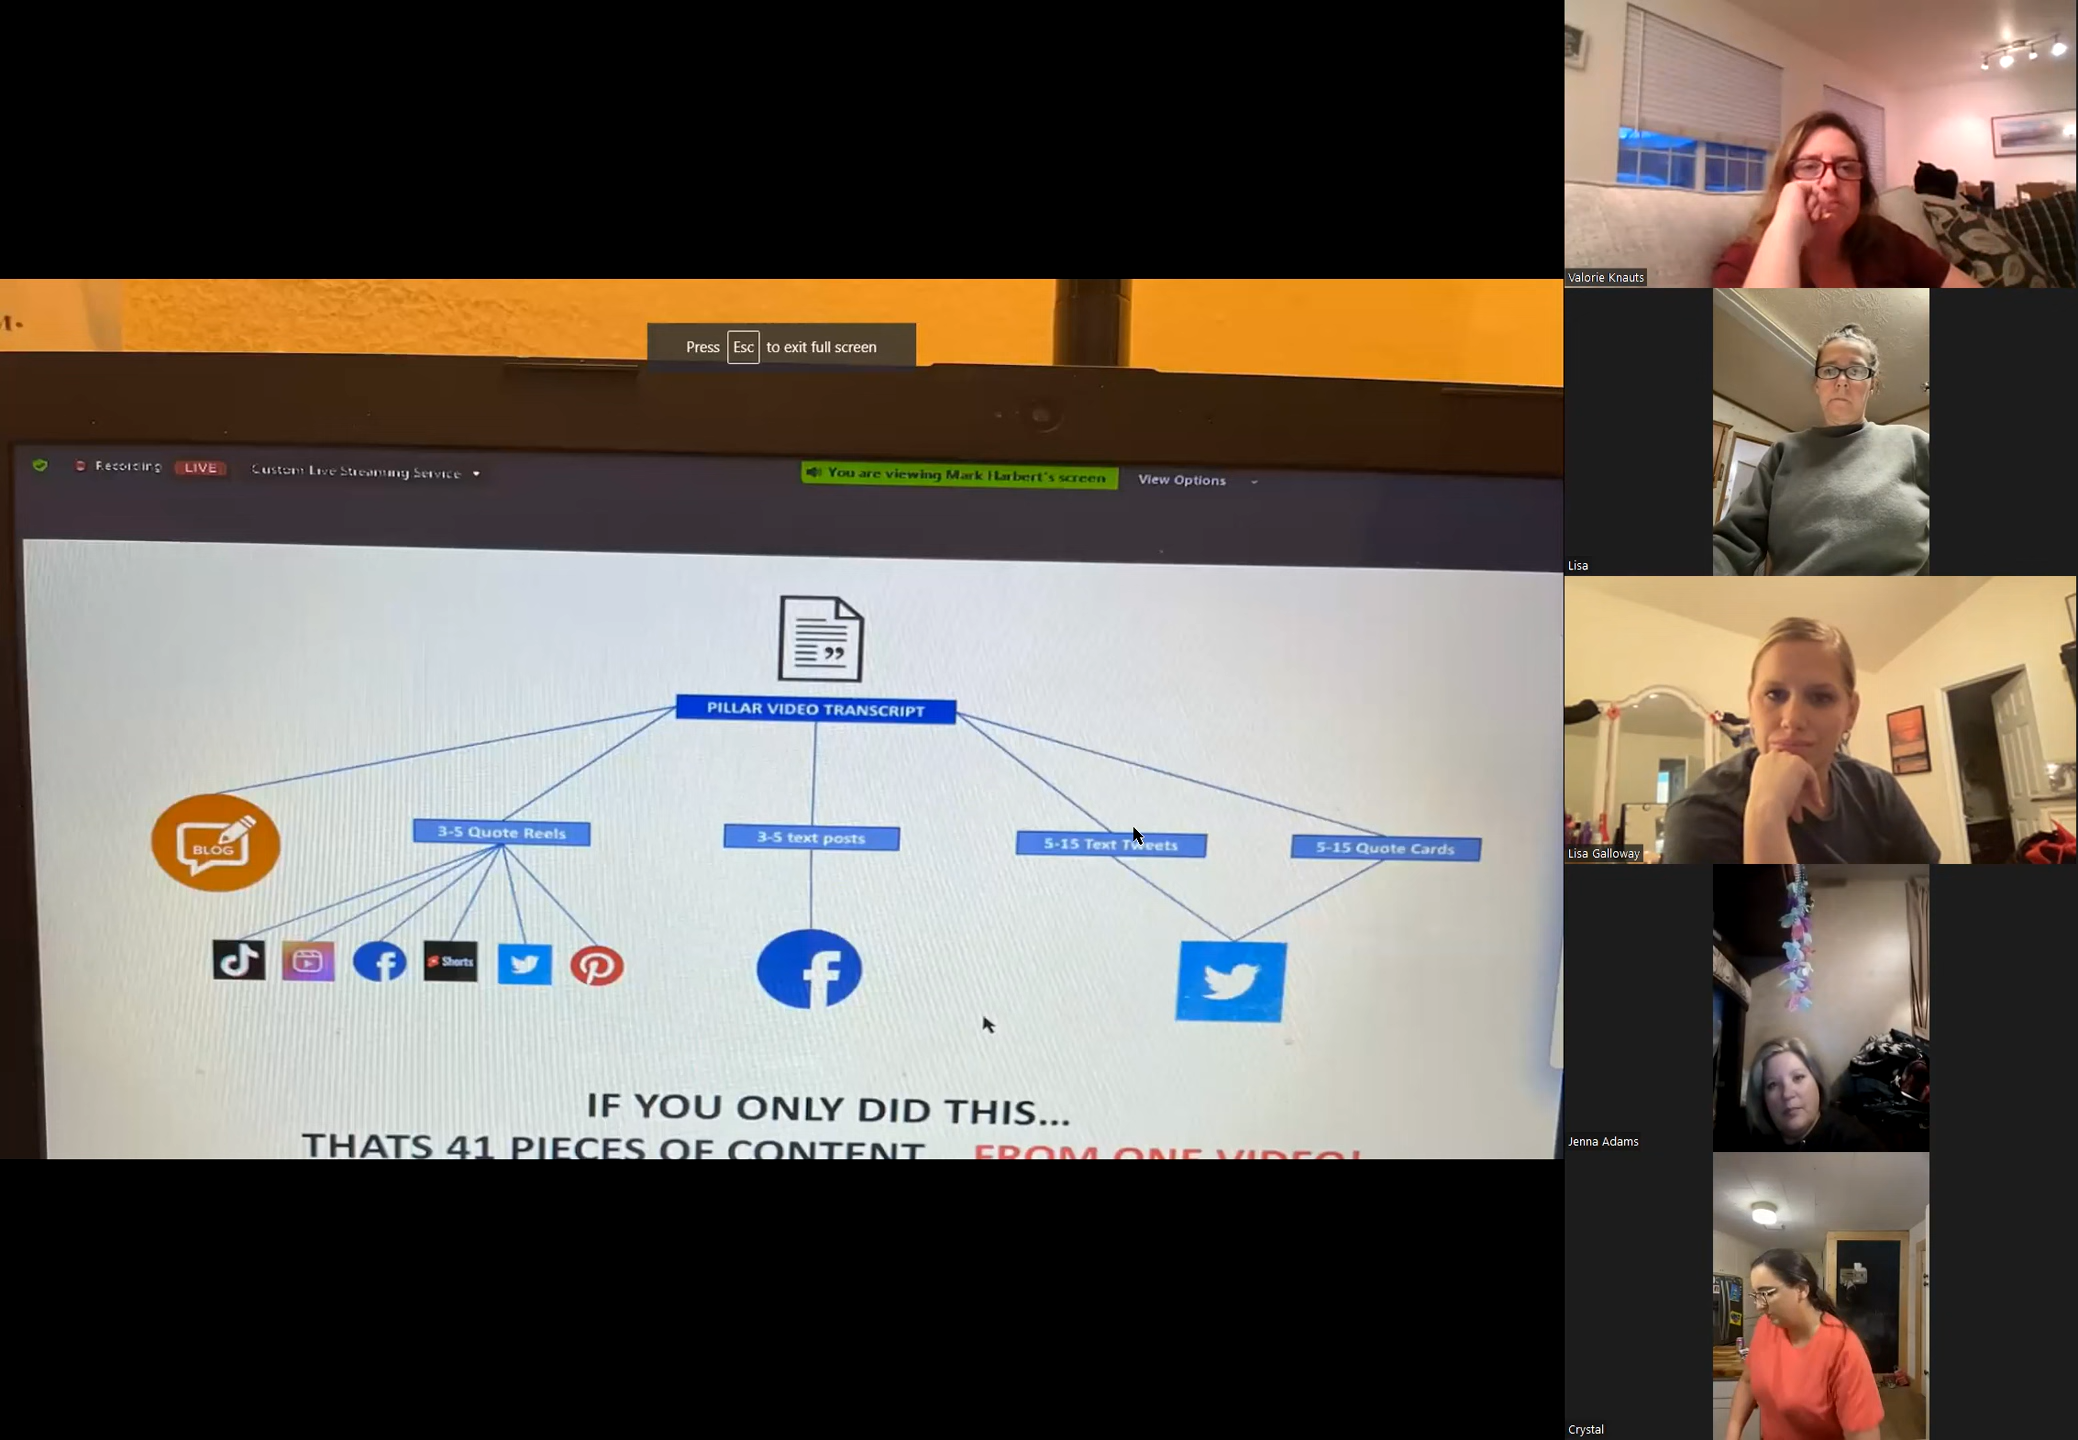 Press Esc to exit full screen
Recording LIVE Custom Live Streaming Service
You are viewing Mark Harbert's screen View Options
PILLAR VIDEO TRANSCRIPT
BLOG
3-5 Quote Reels
3-5 text posts
5-15 Text Tweets
5-15 Quote Cards
Shorts
IF YOU ONLY DID THIS...
THATS 41 PIECES OF CONTENT FROM ONE VIDEO!
Valorie Knauts
Lisa
Lisa Galloway
Jenna Adams
Crystal